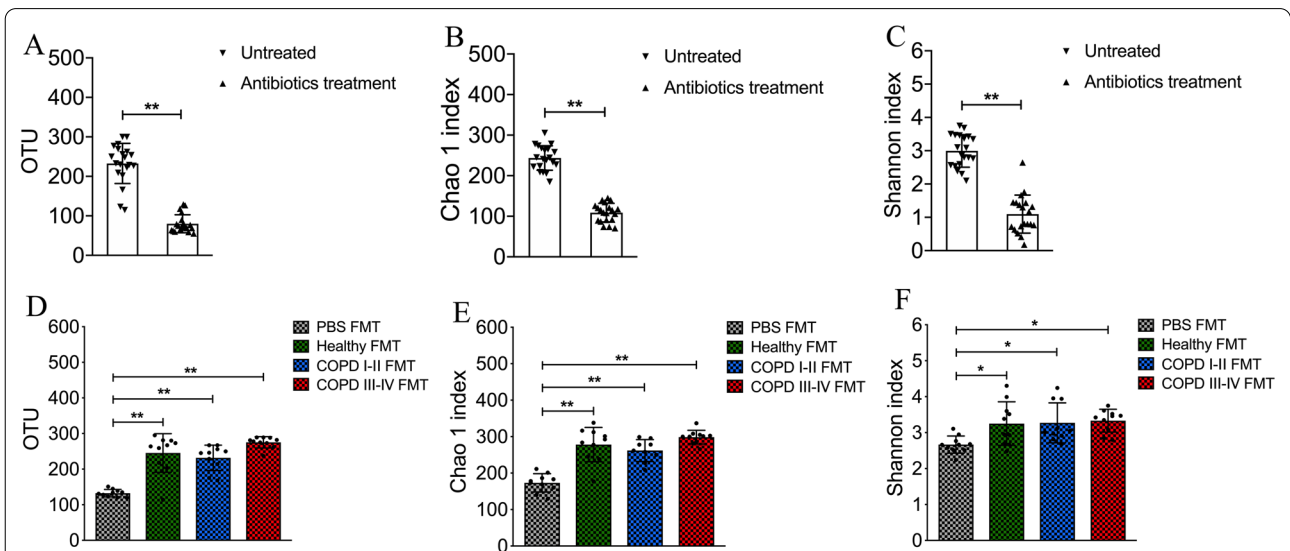 A
OTU
500
400
300
200
100
0
**
Untreated
Antibiotics treatment
B
Chao 1 index
500
400
300
200
100
0
**
Untreated
Antibiotics treatment
C
Shannon index
6
5
4
3
2
1
0
**
Untreated
Antibiotics treatment
D
OTU
600
500
400
300
200
100
0
**
**
**
PBS FMT
Healthy FMT
COPD I-II FMT
COPD III-IV FMT
E
Chao 1 index
600
500
400
300
200
100
0
**
**
**
PBS FMT
Healthy FMT
COPD I-II FMT
COPD III-IV FMT
F
Shannon index
6
5
4
3
2
1
0
*
*
*
PBS FMT
Healthy FMT
COPD I-II FMT
COPD III-IV FMT